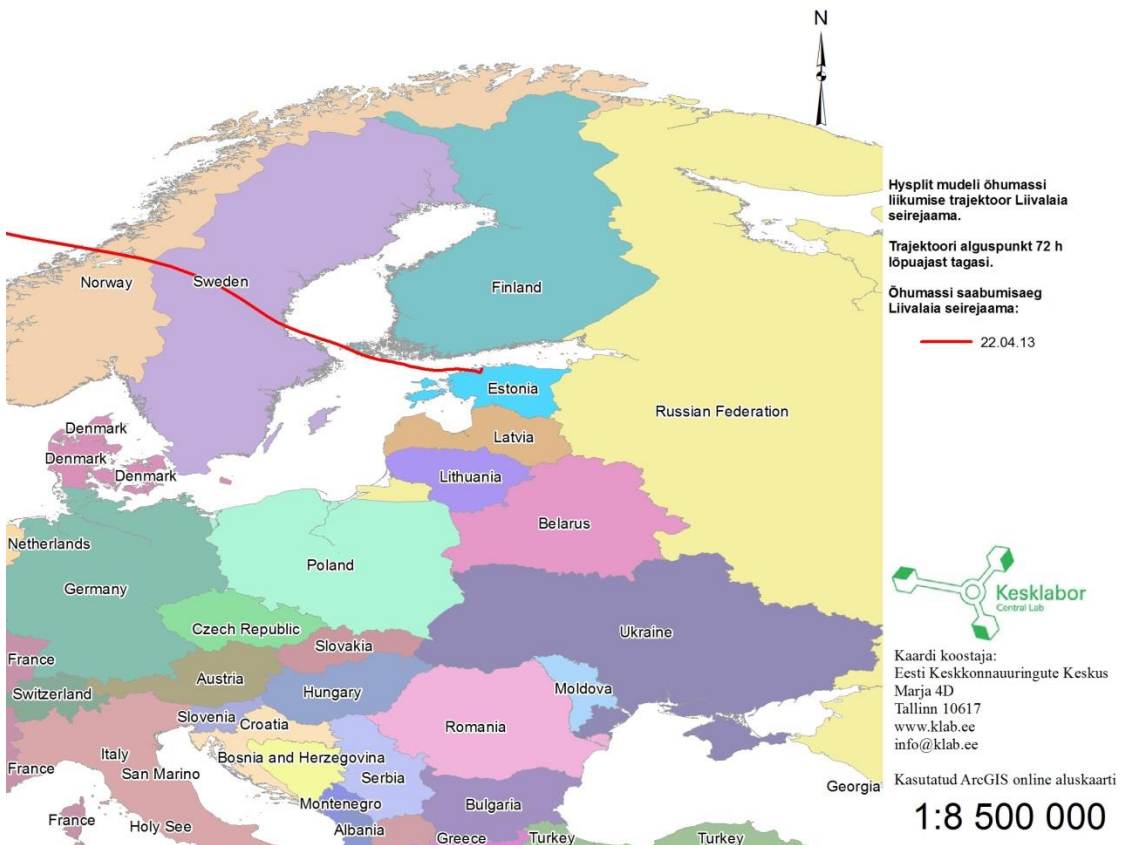 N
Hysplit mudeli õhumassi
liikumise trajektoor Liivalaia
seirejaama.
Trajektoori alguspunkt 72 h
lõpuajast tagasi.
Õhumassi saabumisaeg
Liivalaia seirejaama:
22.04.13
Norway
Sweden
Finland
Estonia
Russian Federation
Latvia
Denmark
Denmark
Denmark
Lithuania
Belarus
Netherlands
Poland
Germany
Czech Republic
Ukraine
Slovakia
France
Austria
Switzerland
Hungary
Moldova
Slovenia
Croatia
Romania
Italy
Bosnia and Herzegovina
France
San Marino
Serbia
Montenegro
Bulgaria
Georgia
France
Holy See
Albania
Greece
Turkey
Turkey
Kesklabor
Central Lab
Kaardi koostaja:
Eesti Keskkonnauuringute Keskus
Marja 4D
Tallinn 10617
www.klab.ee
info@klab.ee
Kasutatud ArcGIS online aluskaarti
1:8 500 000